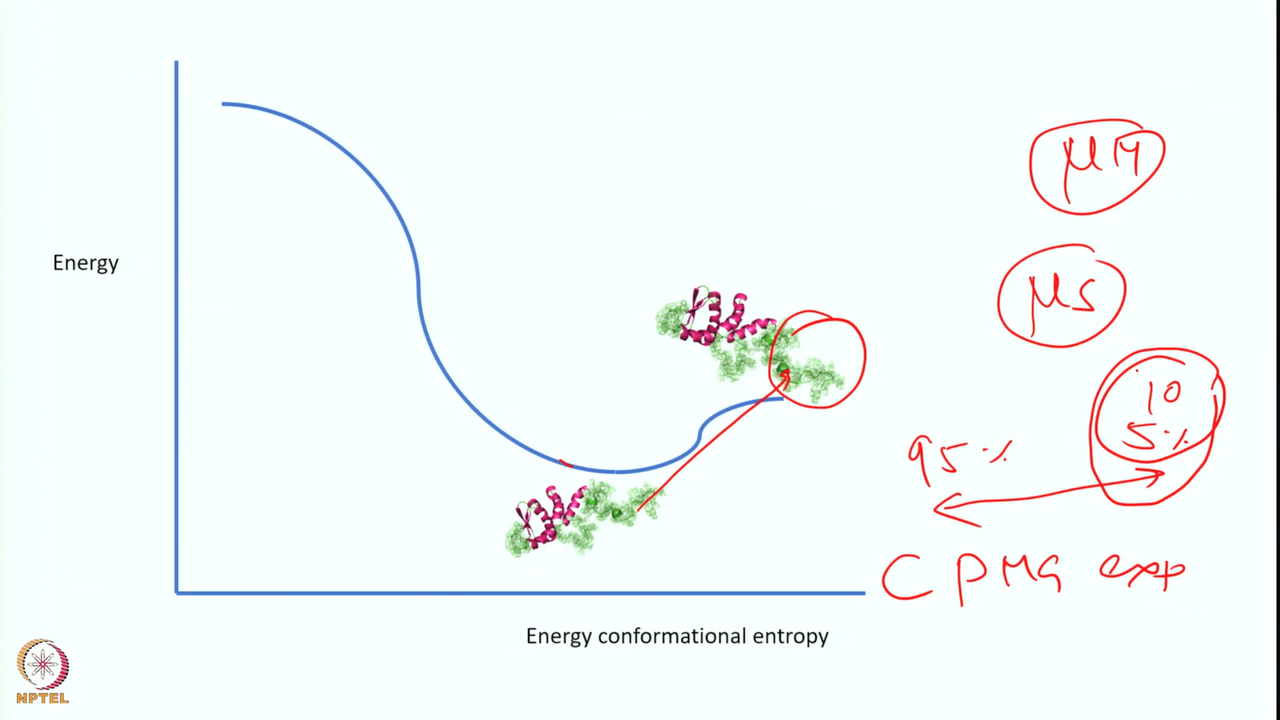 Energy
μM
μs
10
5%
95%
CPMG exp
Energy conformational entropy
NPTEL